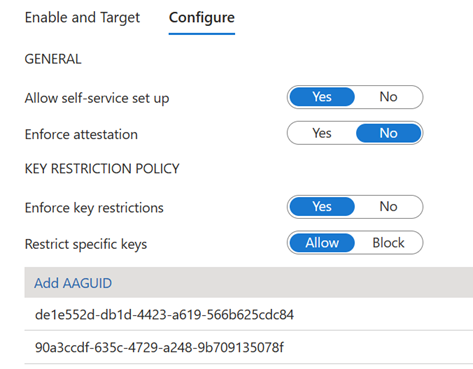 Enable and Target Configure
GENERAL
Allow self-service set up Yes No
Enforce attestation Yes No
KEY RESTRICTION POLICY
Enforce key restrictions Yes No
Restrict specific keys Allow Block
Add AAGUID
de1e552d-db1d-4423-a619-566b625cdc84
90a3ccdf-635c-4729-a248-9b709135078f